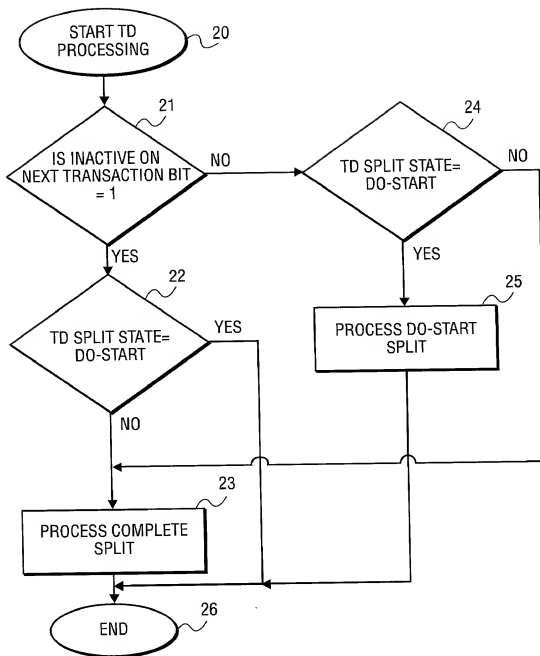 START TD
PROCESSING
20
21
IS INACTIVE ON
NEXT TRANSACTION BIT
= 1
NO
YES
24
TD SPLIT STATE=
DO-START
NO
YES
22
TD SPLIT STATE=
DO-START
YES
NO
25
PROCESS DO-START
SPLIT
23
PROCESS COMPLETE
SPLIT
END
26